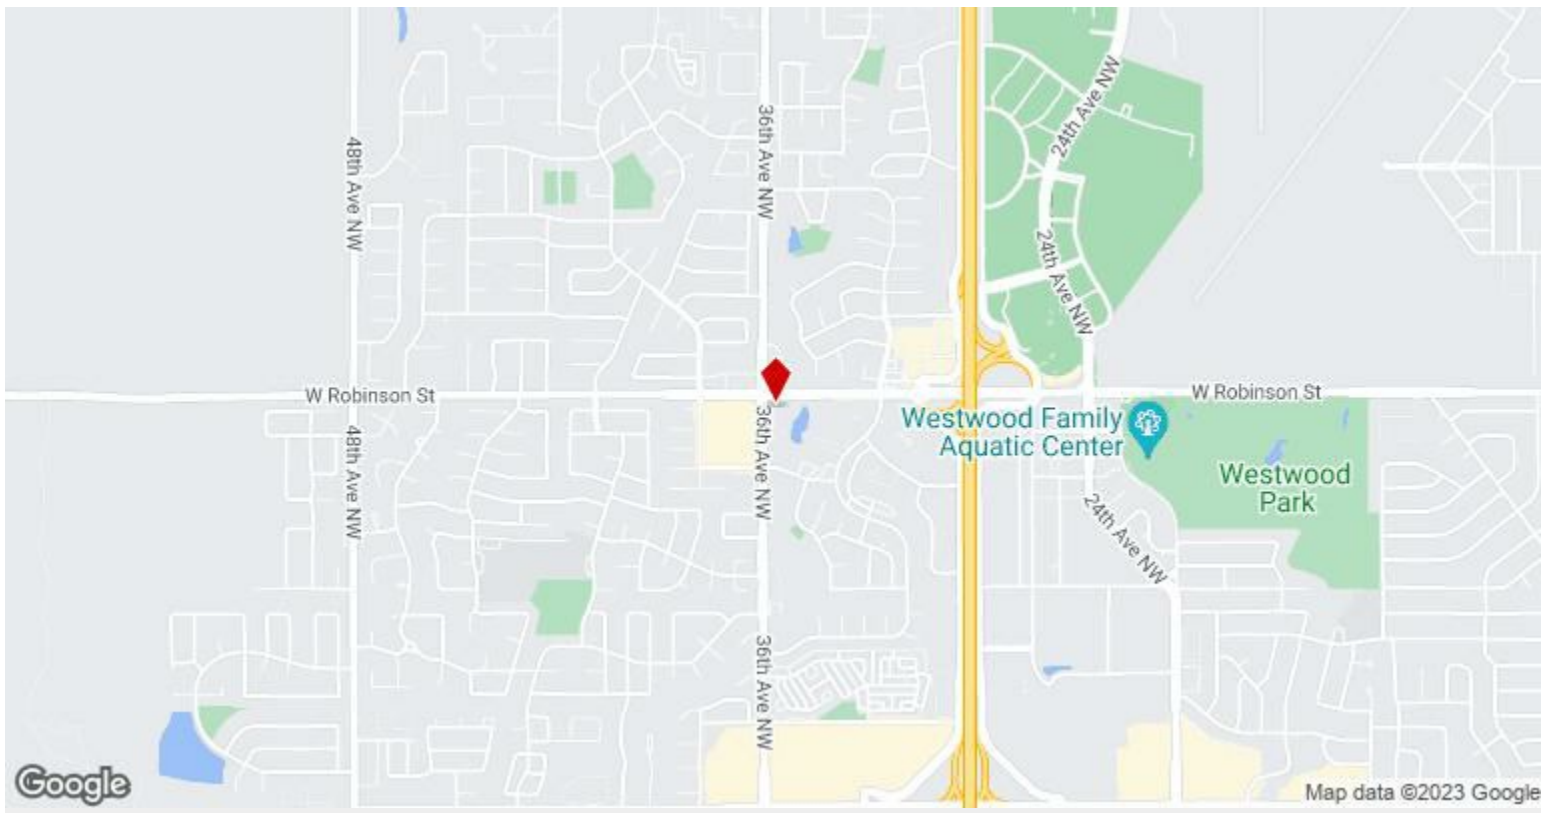 36th Ave NW
24th Ave NW
48th Ave NW
24th Ave NW
W Robinson St
W Robinson St
36th Ave NW
48th Ave NW
Westwood Family
Aquatic Center
Westwood
Park
24th Ave NW
36th Ave NW
Google
Map data ©2023 Google